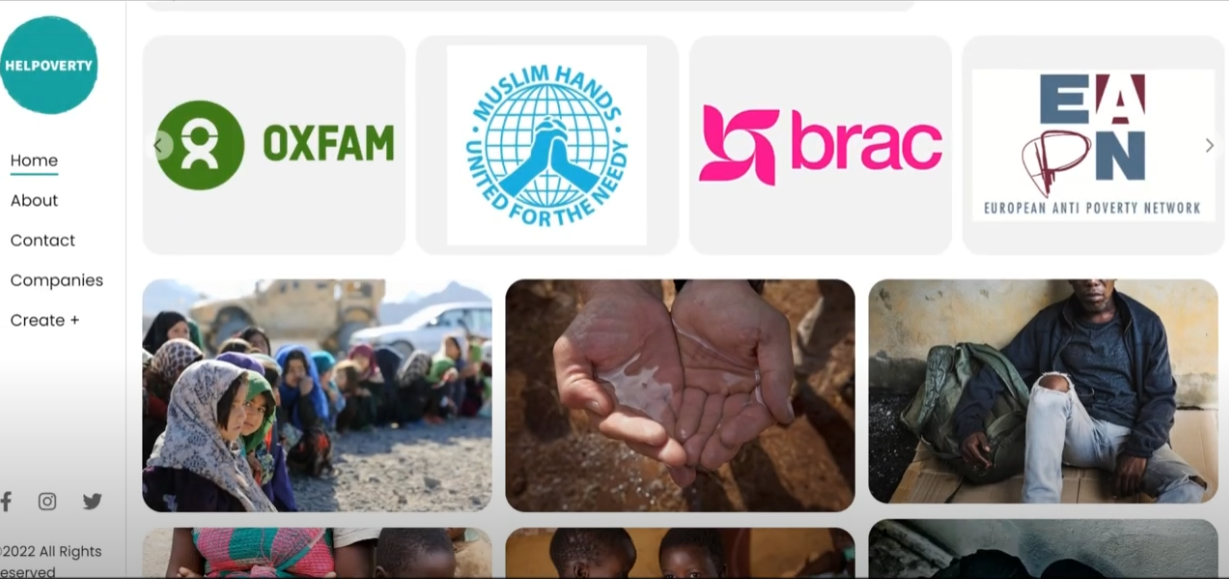 HELPOVERTY
Home
About
Contact
Companies
Create +
©2022 All Rights
eserved
OXFAM
· MUSLIM HANDS ·
UNITED FOR THE NEEDY
brac
EA
PN
EUROPEAN ANTI POVERTY NETWORK